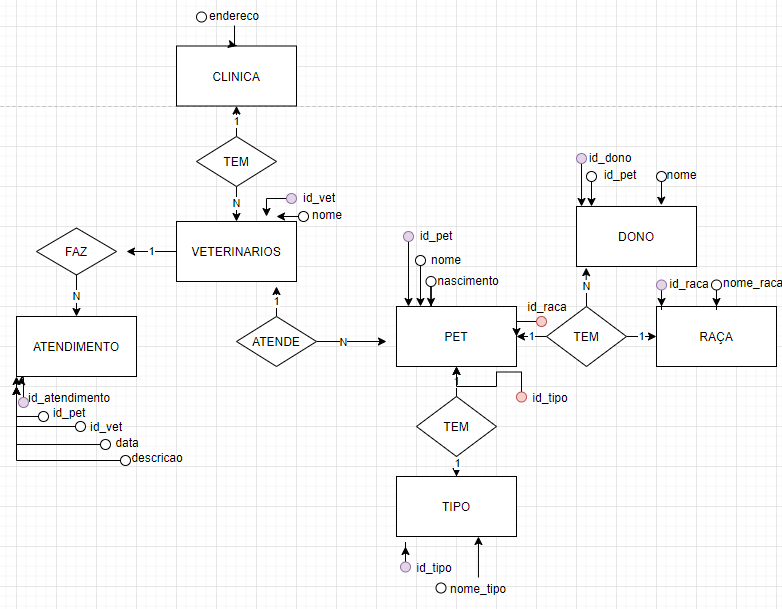 endereco
CLINICA
1
TEM
N
id_vet
nome
VETERINARIOS
1
FAZ
N
ATENDIMENTO
id_atendimento
id_pet
id_vet
data
descricao
1
ATENDE
N
id_pet
nome
nascimento
id_raca
PET
id_dono
id_pet
nome
DONO
N
1
TEM
1
id_raca
nome_raca
RAÇA
1
id_tipo
TEM
1
TIPO
id_tipo
nome_tipo